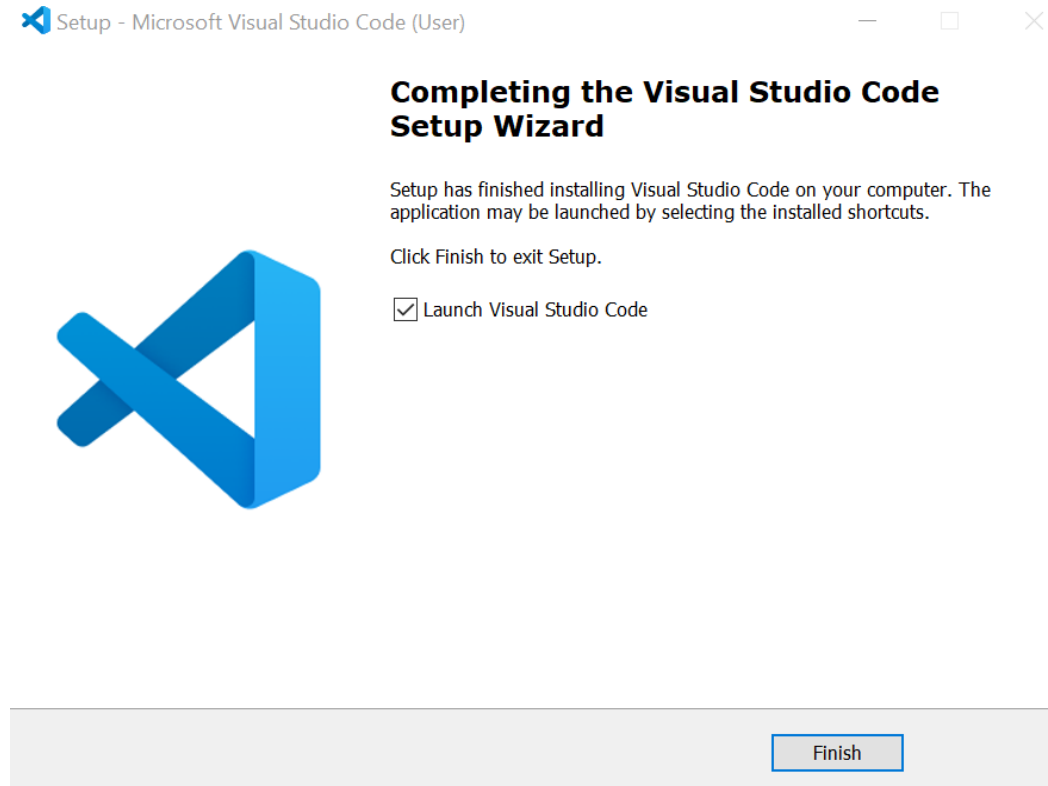 Setup - Microsoft Visual Studio Code (User)
Completing the Visual Studio Code
Setup Wizard
Setup has finished installing Visual Studio Code on your computer. The
application may be launched by selecting the installed shortcuts.
Click Finish to exit Setup.
Launch Visual Studio Code
Finish